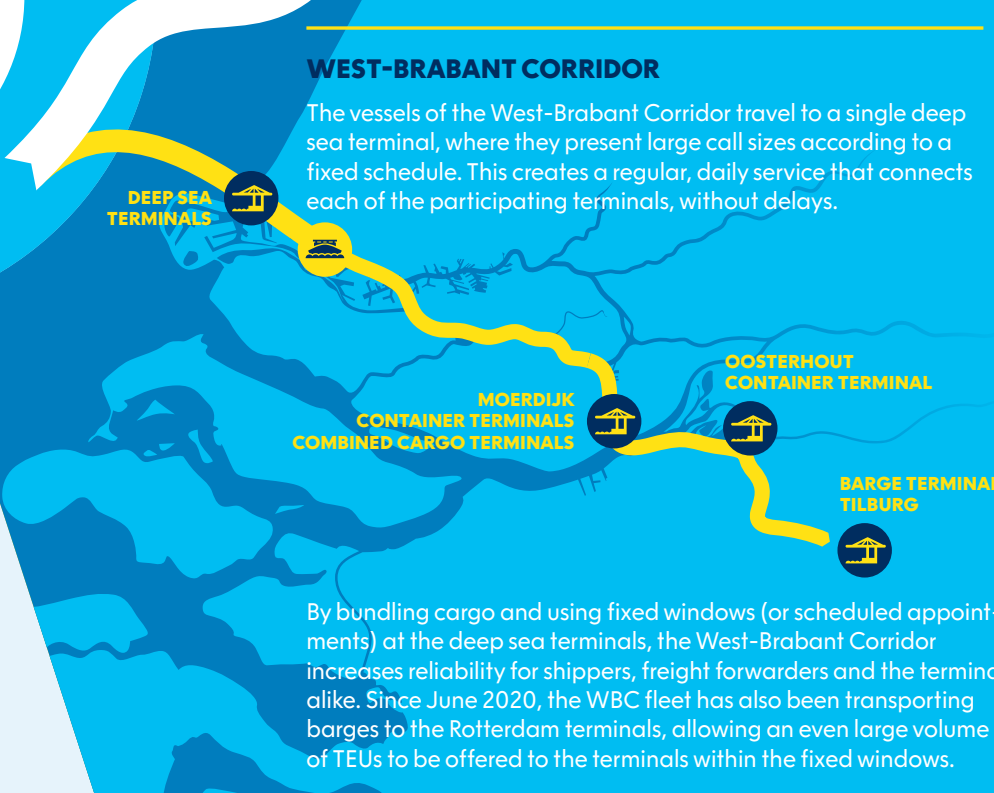 WEST-BRABANT CORRIDOR
The vessels of the West-Brabant Corridor travel to a single deep
sea terminal, where they present large call sizes according to a
fixed schedule. This creates a regular, daily service that connects
each of the participating terminals, without delays.
DEEP SEA
TERMINALS
OOSTERHOUT
CONTAINER TERMINAL
MOERDIJK
CONTAINER TERMINALS
COMBINED CARGO TERMINALS
BARGE TERMINAL
TILBURG
By bundling cargo and using fixed windows (or scheduled appoint-
ments) at the deep sea terminals, the West-Brabant Corridor
increases reliability for shippers, freight forwarders and the termina
alike. Since June 2020, the WBC fleet has also been transporting
barges to the Rotterdam terminals, allowing an even large volume
of TEUs to be offered to the terminals within the fixed windows.